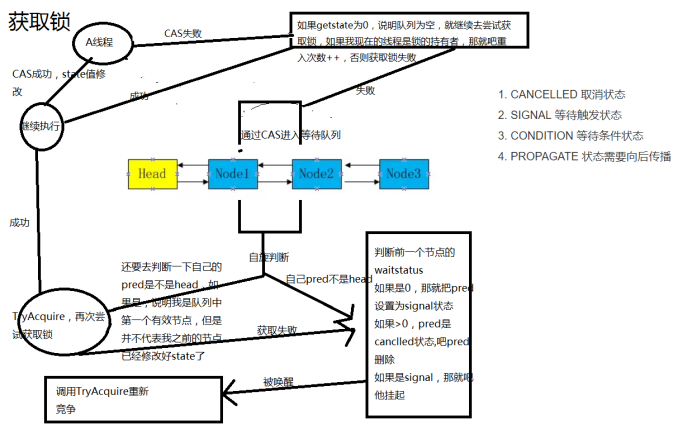 获取锁
A线程
CAS失败
如果getstate为0，说明队列为空，就继续去尝试获
取锁，如果我现在的线程是锁的持有者，那就吧重
入次数++，否则获取锁失败
CAS成功，state值修
改
成功
失败
继续执行
通过CAS进入等待队列
1. CANCELLED 取消状态
2. SIGNAL 等待触发状态
3. CONDITION 等待条件状态
4. PROPAGATE 状态需要向后传播
Head
Node1
Node2
Node3
成功
自旋判断
还要去判断一下自己的
pred是不是head，如
果是，说明我是队列中
第一个有效节点，但是
并不代表我之前的节点
已经修改好state了
自己pred不是head
判断前一个节点的
waitstatus
如果是0，那就把pred
设置为signal状态
如果>0，pred是
canclled状态,吧pred
删除
如果是signal，那就吧
他挂起
TryAcquire，再次尝
试获取锁
获取失败
被唤醒
调用TryAcquire重新
竞争